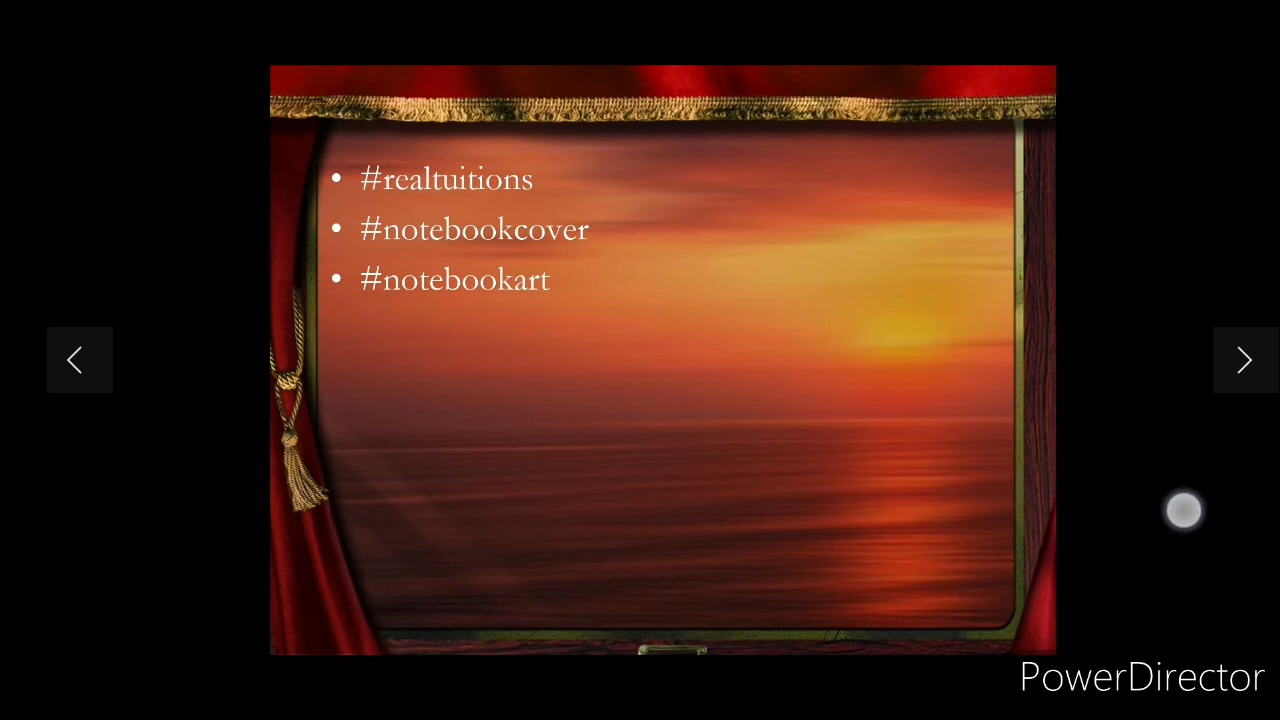 • #realtuitions
• #notebookcover
• #notebookart
PowerDirector